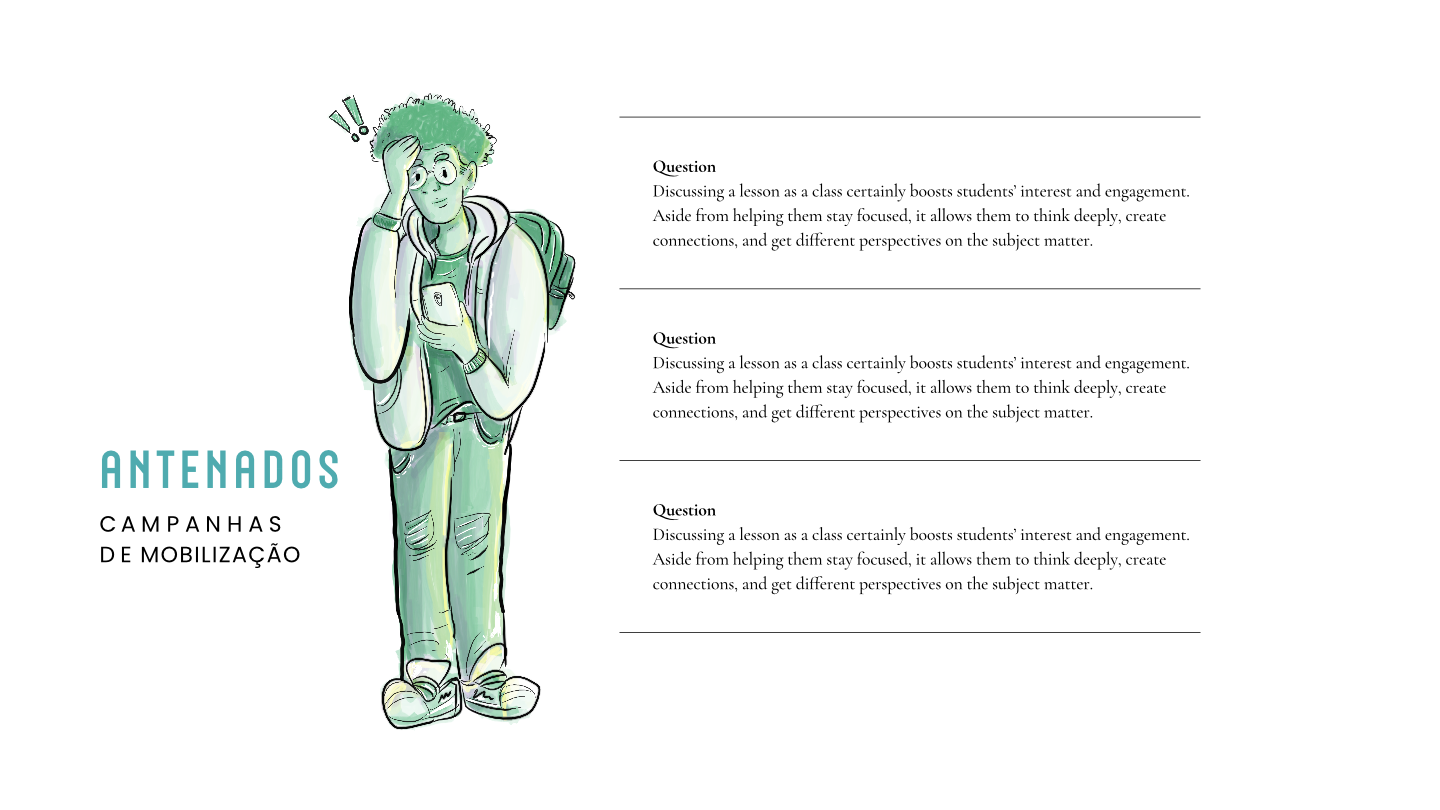 ANTENADOS
CAMPANHAS
DE MOBILIZAÇÃO
Question
Discussing a lesson as a class certainly boosts students’ interest and engagement.
Aside from helping them stay focused, it allows them to think deeply, create
connections, and get different perspectives on the subject matter.
Question
Discussing a lesson as a class certainly boosts students’ interest and engagement.
Aside from helping them stay focused, it allows them to think deeply, create
connections, and get different perspectives on the subject matter.
Question
Discussing a lesson as a class certainly boosts students’ interest and engagement.
Aside from helping them stay focused, it allows them to think deeply, create
connections, and get different perspectives on the subject matter.